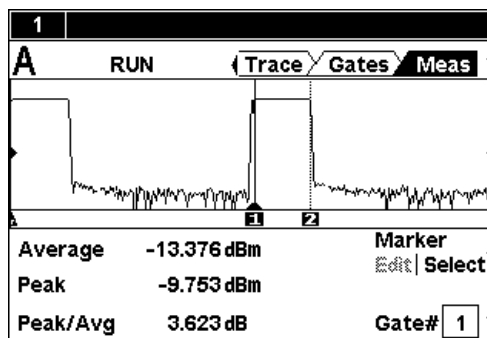 1
A RUN Trace Gates Meas
1 2
Average -13.376 dBm
Marker
Edit Select
Peak -9.753 dBm
Peak/Avg 3.623 dB
Gate# 1